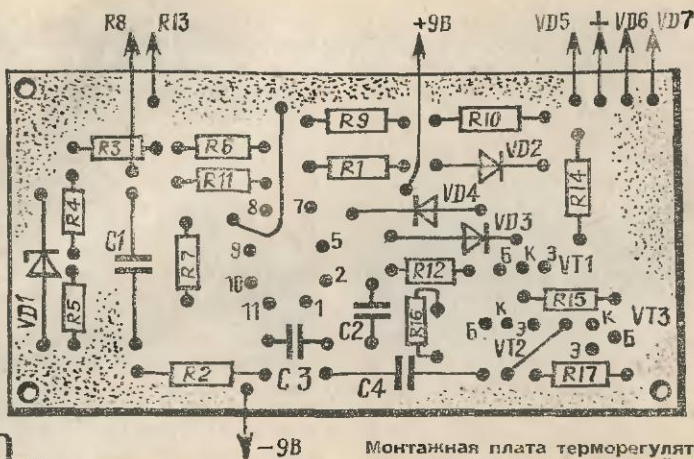 R8 R13 +9В VD5 ⊥ VD6 VD7
R9 R10
R3 R6 R1 VD2
R11 R14
R4 8 7 VD4
C1 R7 9 5 VD3
VD1 10 2 R12 Б К Э VT1
R5 11 1 C2 R16 R15 VT3
Б К Э К Б
VT2 Э
R2 C3 C4 R17
−9В
Монтажная плата терморегулят